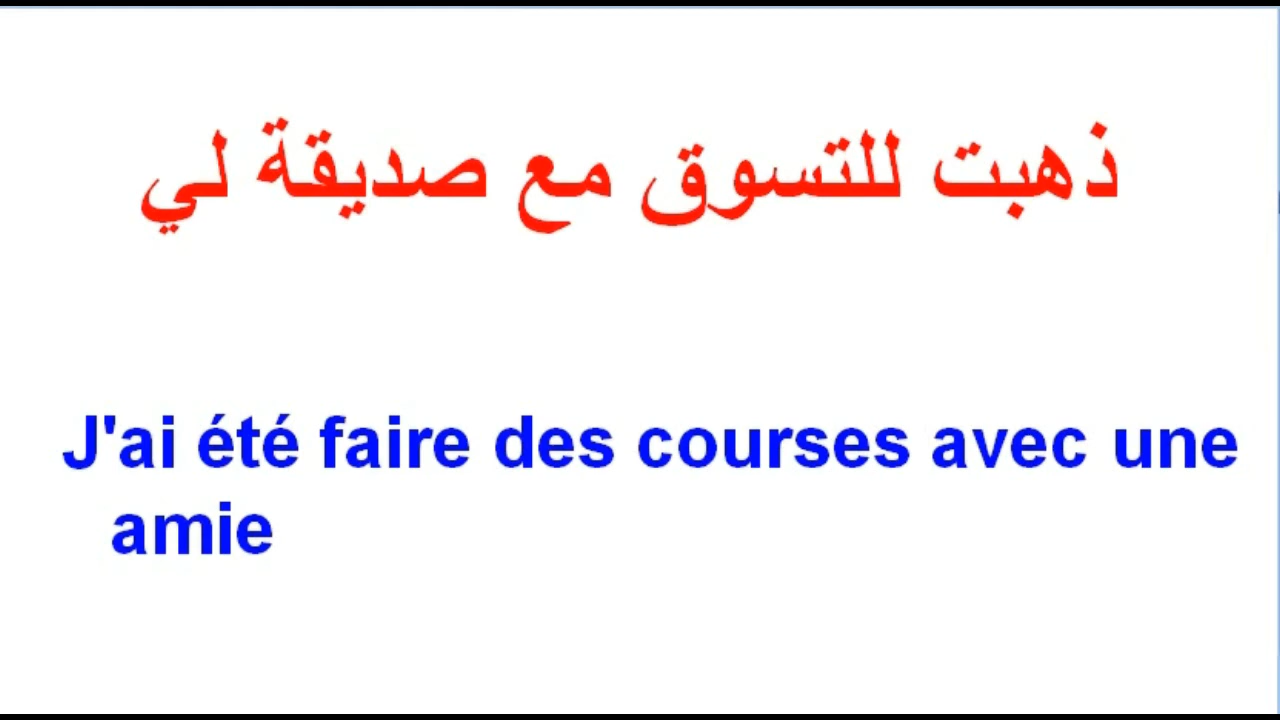 ذهبت للتسوق مع صديقة لي
J'ai été faire des courses avec une
amie